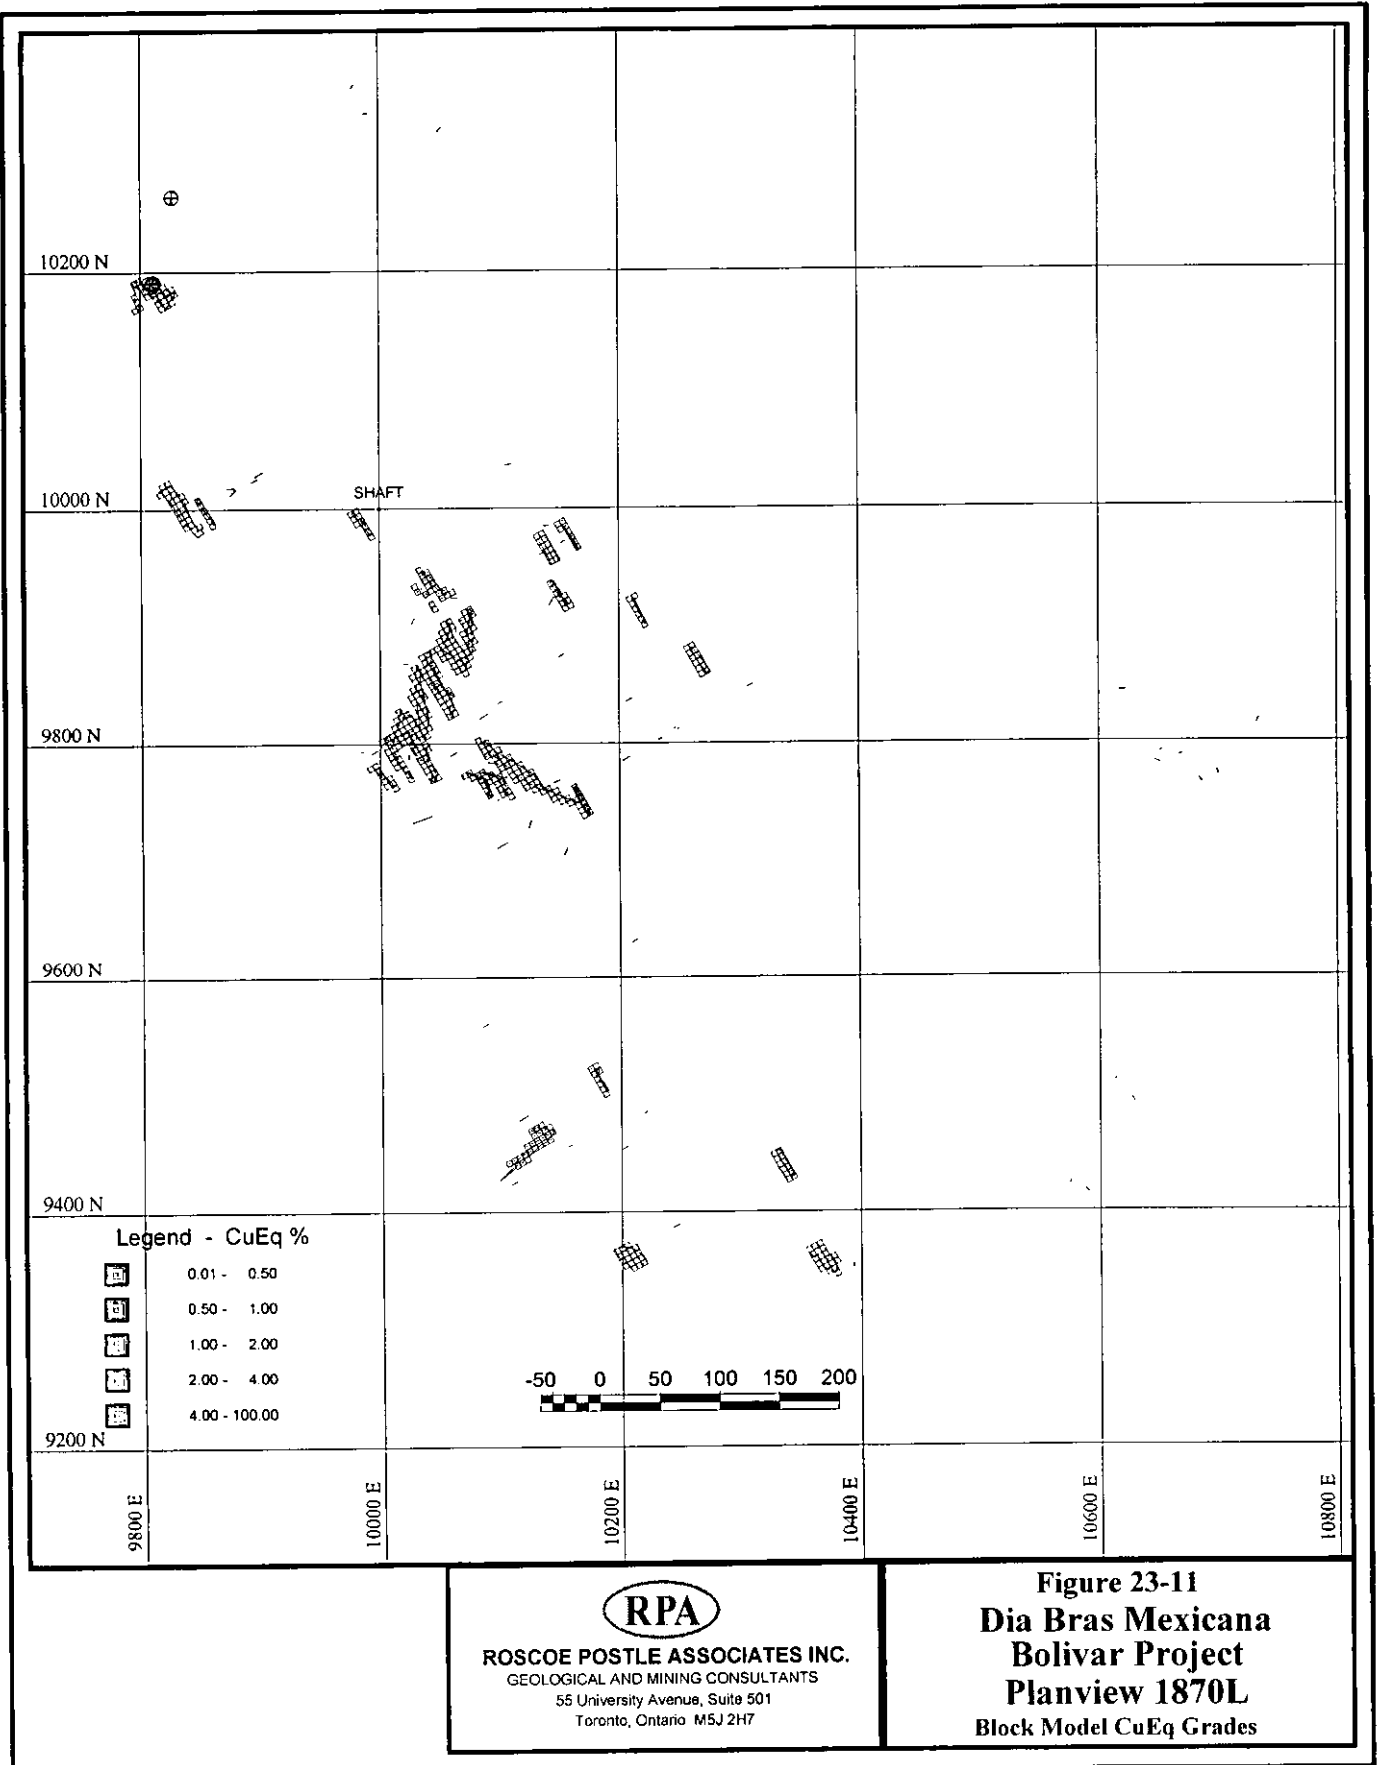 10200 N
10000 N
SHAFT
9800 N
9600 N
9400 N
Legend - CuEq %
0.01 - 0.50
0.50 - 1.00
1.00 - 2.00
2.00 - 4.00
4.00 - 100.00
-50 0 50 100 150 200
9200 N
9800 E
10000 E
10200 E
10400 E
10600 E
10800 E
RPA
ROSCOE POSTLE ASSOCIATES INC.
GEOLOGICAL AND MINING CONSULTANTS
55 University Avenue, Suite 501
Toronto, Ontario M5J 2H7
Figure 23-11
Dia Bras Mexicana
Bolivar Project
Planview 1870L
Block Model CuEq Grades